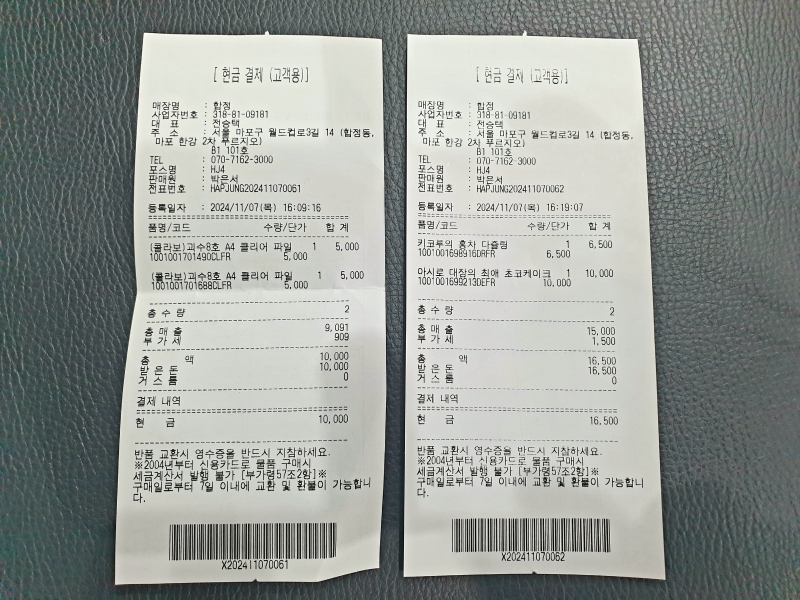 [ 현금 결제 (고객용)]
매장명 : 합정
사업자번호 : 318-81-09181
대 표 : 전승택
주 소 : 서울 마포구 월드컵로3길 14 (합정동,
마포 한강 2차 푸르지오)
B1 101호
TEL : 070-7162-3000
포스명 : HJ4
판매원 : 박은서
전표번호 : HAPJUNG202411070061
등록일자 : 2024/11/07(목) 16:09:16
품명/코드 수량/단가 합 계
(콜라보)괴수8호 A4 클리어 파일 1 5,000
1001001701490CLFR 5,000
(콜라보)괴수8호 A4 클리어 파일 1 5,000
1001001701688CLFR 5,000
총 수 량 2
총 매 출 9,091
부 가 세 909
총 액 10,000
받 은 돈 10,000
거 스 름 0
결제 내역
현 금 10,000
반품 교환시 영수증을 반드시 지참하세요.
※2004년부터 신용카드로 물품 구매시
세금계산서 발행 불가 [부가령57조2항]※
구매일로부터 7일 이내에 교환 및 환불이 가능합니
다.
X202411070061
[ 현금 결제 (고객용)]
매장명 : 합정
사업자번호 : 318-81-09181
대 표 : 전승택
주 소 : 서울 마포구 월드컵로3길 14 (합정동,
마포 한강 2차 푸르지오)
B1 101호
TEL : 070-7162-3000
포스명 : HJ4
판매원 : 박은서
전표번호 : HAPJUNG202411070062
등록일자 : 2024/11/07(목) 16:19:07
품명/코드 수량/단가 합 계
키코루의 홍차 다즐링 1 6,500
1001001698916DRFR 6,500
아시로 대장의 최애 초코케이크 1 10,000
1001001699213DEFR 10,000
총 수 량 2
총 매 출 15,000
부 가 세 1,500
총 액 16,500
받 은 돈 16,500
거 스 름 0
결제 내역
현 금 16,500
반품 교환시 영수증을 반드시 지참하세요.
※2004년부터 신용카드로 물품 구매시
세금계산서 발행 불가 [부가령57조2항]※
구매일로부터 7일 이내에 교환 및 환불이 가능합니
다.
X202411070062